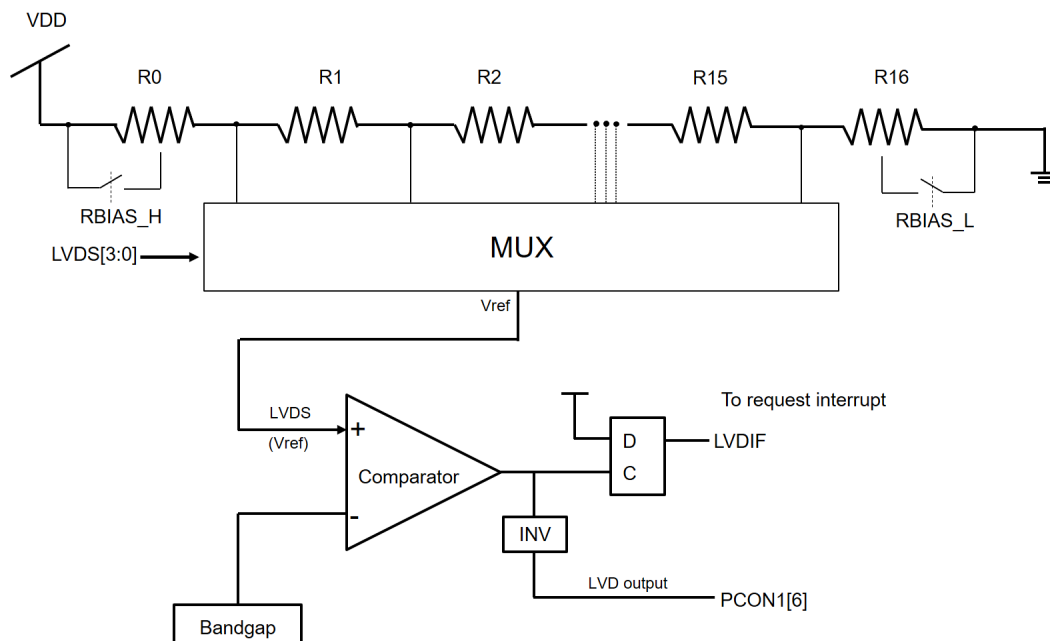 VDD
R0 R1 R2 R15 R16
RBIAS_H
RBIAS_L
LVDS[3:0]
MUX
Vref
LVDS
(Vref)
+
-
Comparator
To request interrupt
D
C
LVDIF
INV
LVD output
PCON1[6]
Bandgap